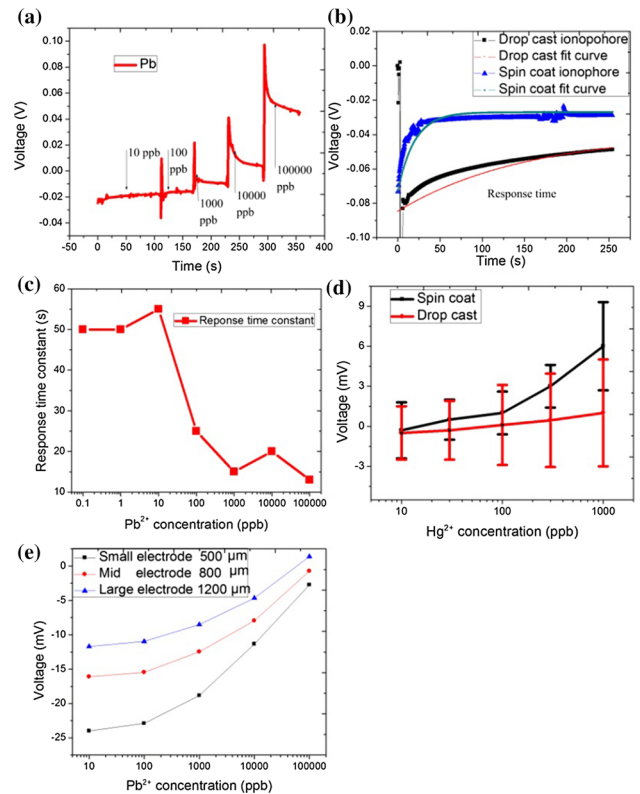 (a)
0.10
0.08
0.06
0.04
0.02
0.00
-0.02
-0.04
Voltage (V)
Pb
10 ppb
100
ppb
1000
ppb
10000
ppb
100000
ppb
-50 0 50 100 150 200 250 300 350 400
Time (s)
(b)
0.00
-0.02
-0.04
-0.06
-0.08
-0.10
Voltage (V)
Drop cast ionopohore
Drop cast fit curve
Spin coat ionophore
Spin coat fit curve
Response time
0 50 100 150 200 250
Time (s)
(c)
60
50
40
30
20
10
Response time constant (s)
Reponse time constant
0.1 1 10 100 1000 10000 100000
Pb²⁺ concentration (ppb)
(d)
9
6
3
0
-3
Voltage (mV)
Spin coat
Drop cast
10 100 1000
Hg²⁺ concentration (ppb)
(e)
0
-5
-10
-15
-20
-25
Voltage (mV)
Small electrode 500 μm
Mid electrode 800 μm
Large electrode 1200 μm
10 100 1000 10000 100000
Pb²⁺ concentration (ppb)